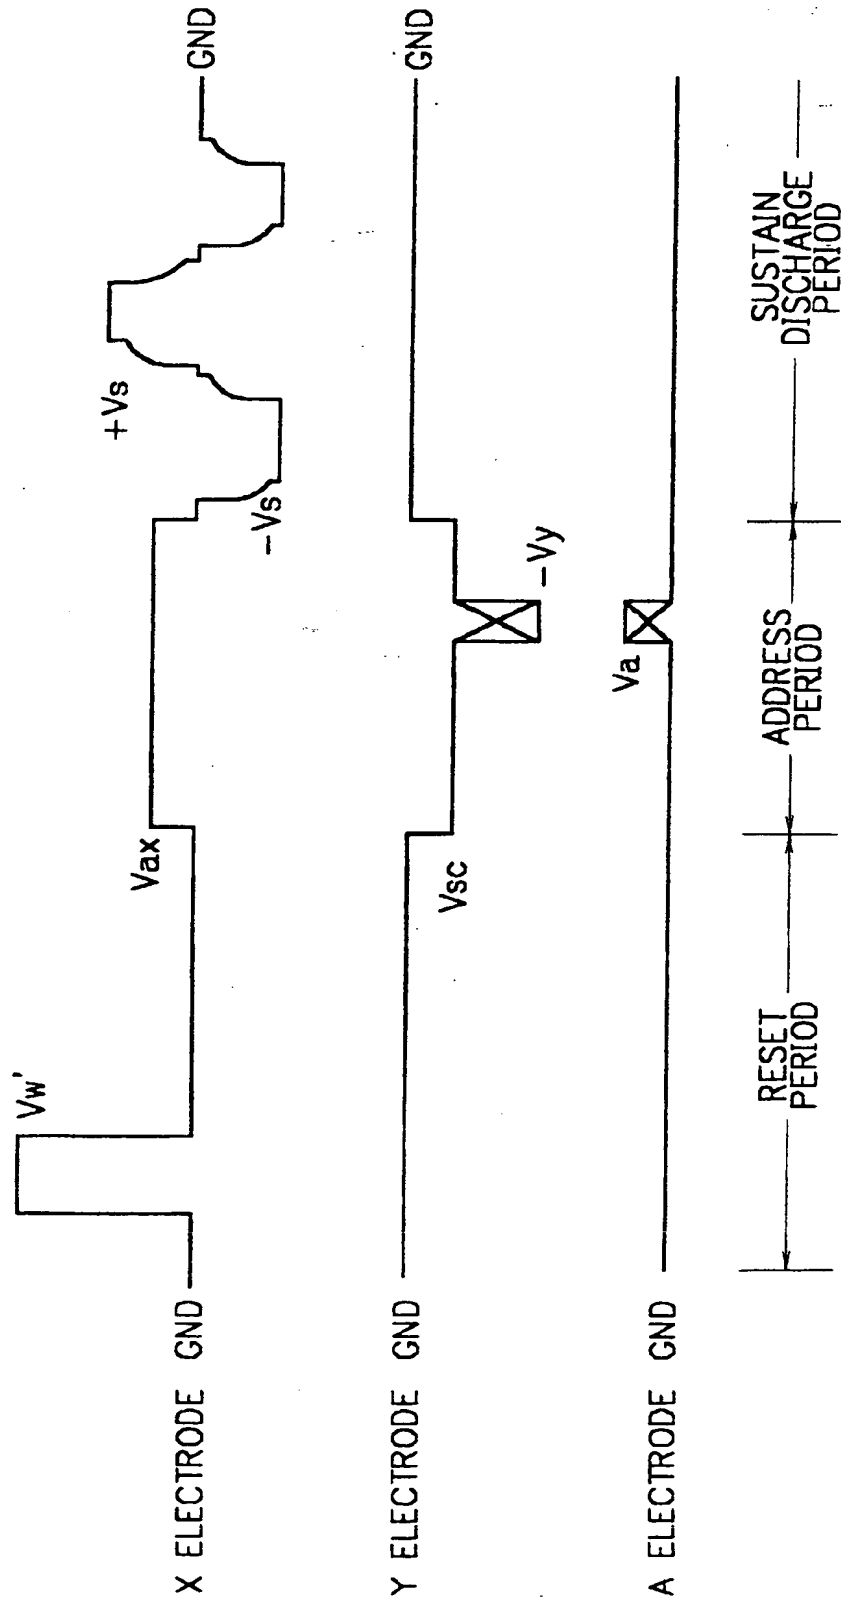 Vw'
Vax
+Vs
-Vs
X ELECTRODE GND
GND
Vsc
-Vy
Y ELECTRODE GND
GND
Va
A ELECTRODE GND
RESET
PERIOD
ADDRESS
PERIOD
SUSTAIN
DISCHARGE
PERIOD